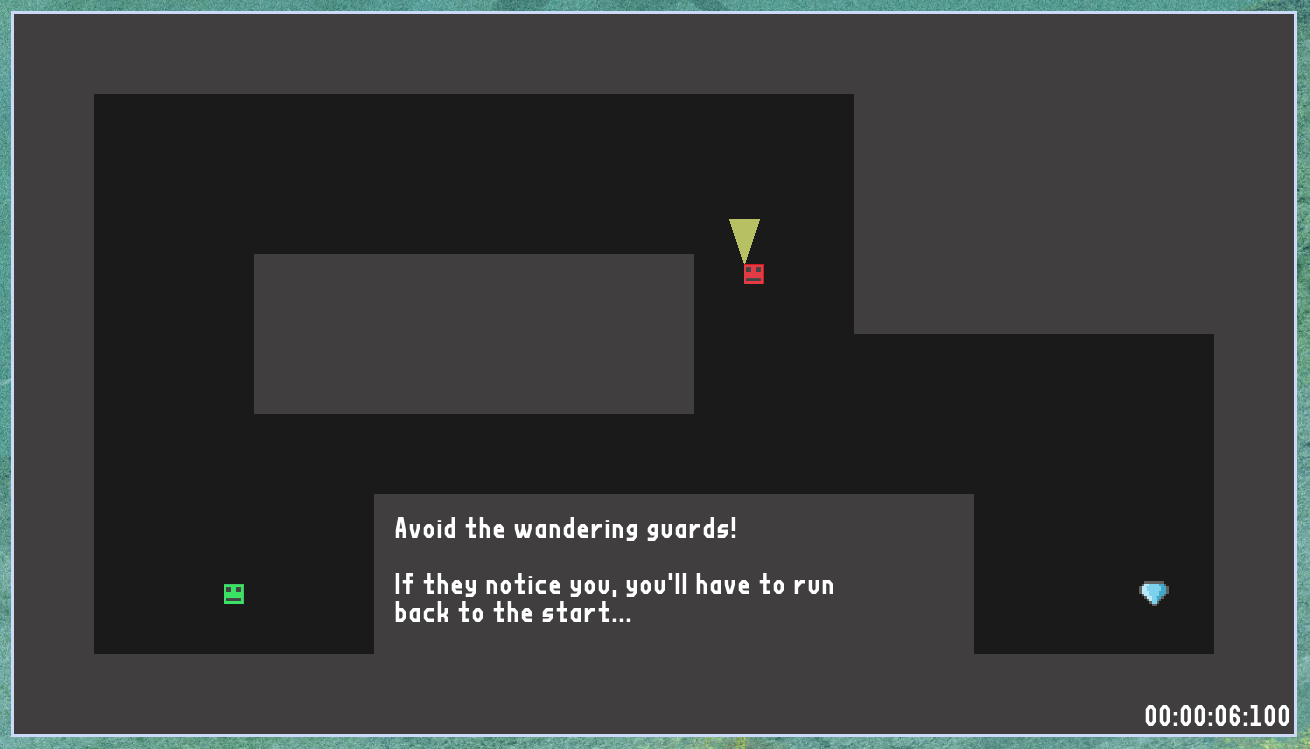 Avoid the wandering guards!
If they notice you, you'll have to run
back to the start...
00:00:06:100